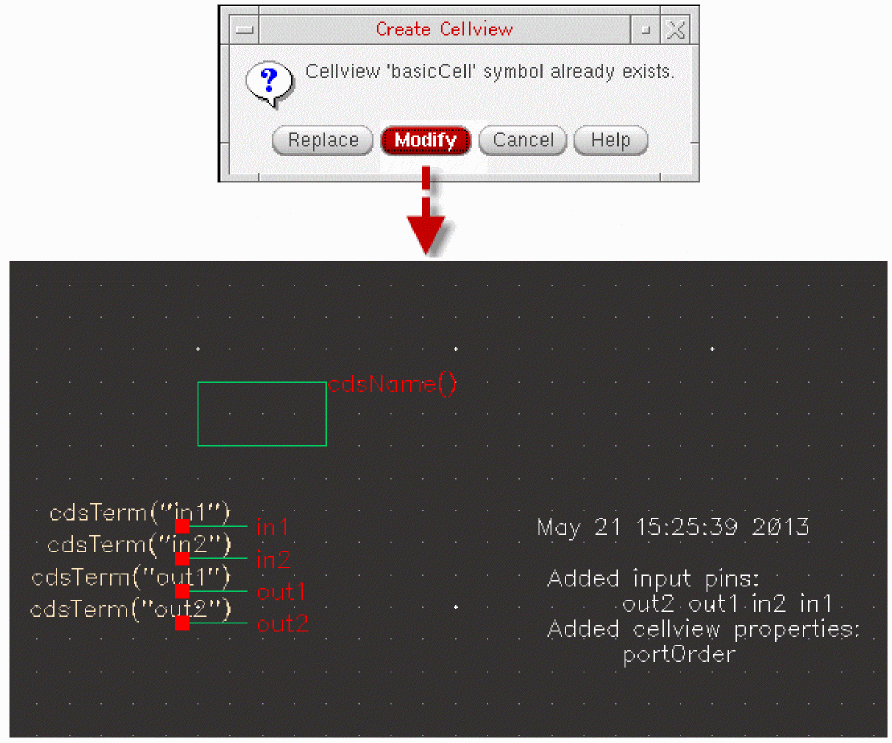 Create Cellview
Cellview 'basicCell' symbol already exists.
?
Replace Modify Cancel Help
cdsName()
cdsTerm("in1")
in1
cdsTerm("in2")
in2
cdsTerm("out1")
out1
cdsTerm("out2")
out2
May 21 15:25:39 2013
Added input pins:
out2 out1 in2 in1
Added cellview properties:
portOrder